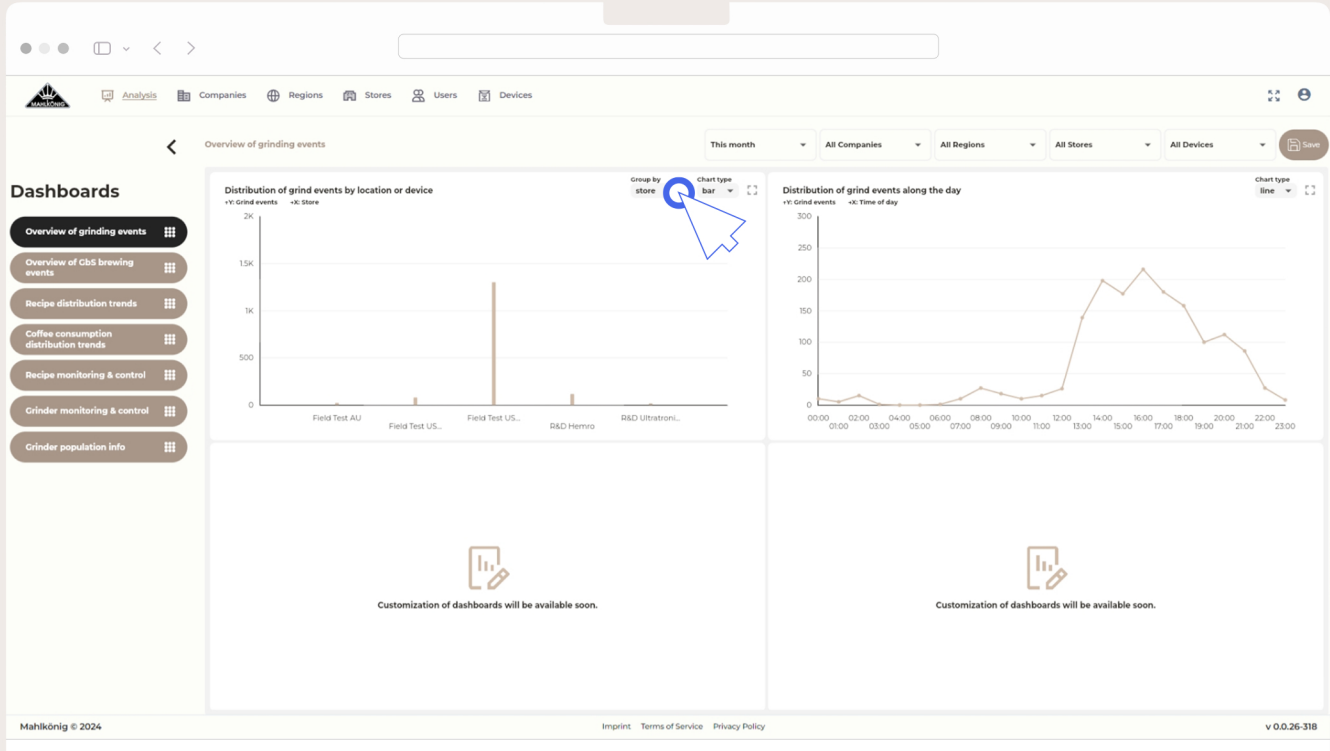 MAHLKÖNIG
Analysis
Companies
Regions
Stores
Users
Devices
Overview of grinding events
This month
All Companies
All Regions
All Stores
All Devices
Save
Dashboards
Overview of grinding events
Overview of GbS brewing
events
Recipe distribution trends
Coffee consumption
distribution trends
Recipe monitoring & control
Grinder monitoring & control
Grinder population info
Distribution of grind events by location or device
Group by
store
Chart type
bar
↑Y: Grind events →X: Store
2K
1.5K
1K
500
0
Field Test AU
Field Test US...
Field Test US...
R&D Hemro
R&D Ultratroni...
Distribution of grind events along the day
Chart type
line
↑Y: Grind events →X: Time of day
300
250
200
150
100
50
0
00:00 02:00 04:00 06:00 08:00 10:00 12:00 14:00 16:00 18:00 20:00 22:00
01:00 03:00 05:00 07:00 09:00 11:00 13:00 15:00 17:00 19:00 21:00 23:00
Customization of dashboards will be available soon.
Customization of dashboards will be available soon.
Mahlkönig © 2024
Imprint Terms of Service Privacy Policy
v 0.0.26-318